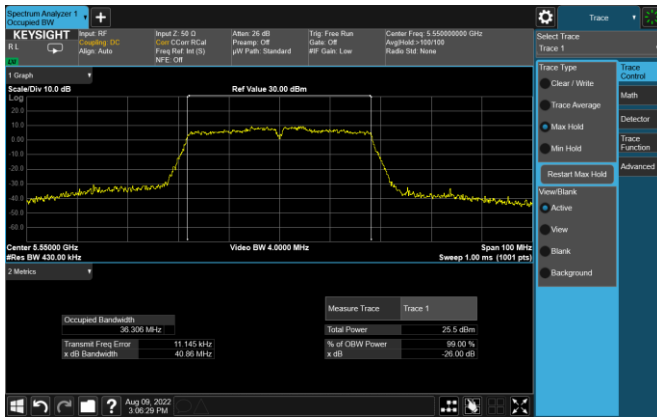 Spectrum Analyzer 1
Occupied BW
+
KEYSIGHT
R L
Input: RF
Coupling: DC
Align: Auto
Input Z: 50 Ω
Corr CCorr RCal
Freq Ref: Int (S)
NFE: Off
Atten: 26 dB
Preamp: Off
µW Path: Standard
Trig: Free Run
Gate: Off
#IF Gain: Low
Center Freq: 5.550000000 GHz
Avg|Hold:>100/100
Radio Std: None
1 Graph
Scale/Div 10.0 dB
Ref Value 30.00 dBm
Log
20.0
10.0
0.00
-10.0
-20.0
-30.0
-40.0
-50.0
-60.0
Center 5.55000 GHz
#Res BW 430.00 kHz
Video BW 4.0000 MHz
Span 100 MHz
Sweep 1.00 ms (1001 pts)
2 Metrics
Occupied Bandwidth
36.306 MHz
Transmit Freq Error 11.145 kHz
x dB Bandwidth 40.86 MHz
Measure Trace Trace 1
Total Power 25.5 dBm
% of OBW Power 99.00 %
x dB -26.00 dB
Aug 09, 2022
3:06:29 PM
Trace
Select Trace
Trace 1
Trace Type
Clear / Write
Trace Average
Max Hold
Min Hold
Restart Max Hold
View/Blank
Active
View
Blank
Background
Trace
Control
Math
Detector
Trace
Function
Advanced